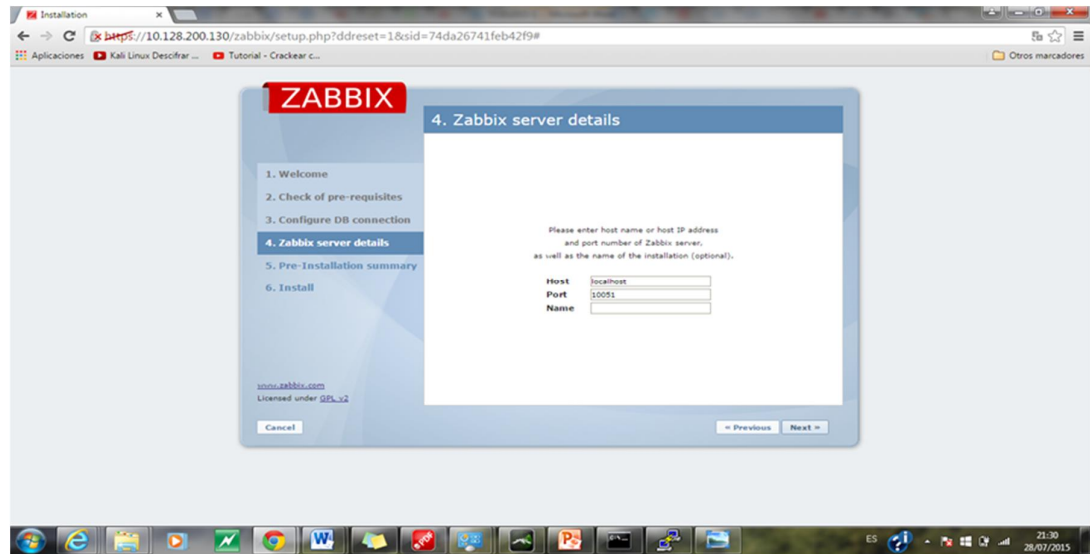 Installation
https://10.128.200.130/zabbix/setup.php?ddreset=1&sid=74da26741feb42f9#
Aplicaciones Kali Linux Descifrar ... Tutorial - Crackear c... Otros marcadores
ZABBIX
4. Zabbix server details
1. Welcome
2. Check of pre-requisites
3. Configure DB connection
4. Zabbix server details
5. Pre-Installation summary
6. Install
Please enter host name or host IP address
and port number of Zabbix server,
as well as the name of the installation (optional).
Host localhost
Port 10051
Name
www.zabbix.com
Licensed under GPL v2
Cancel « Previous Next »
ES 21:30
28/07/2015